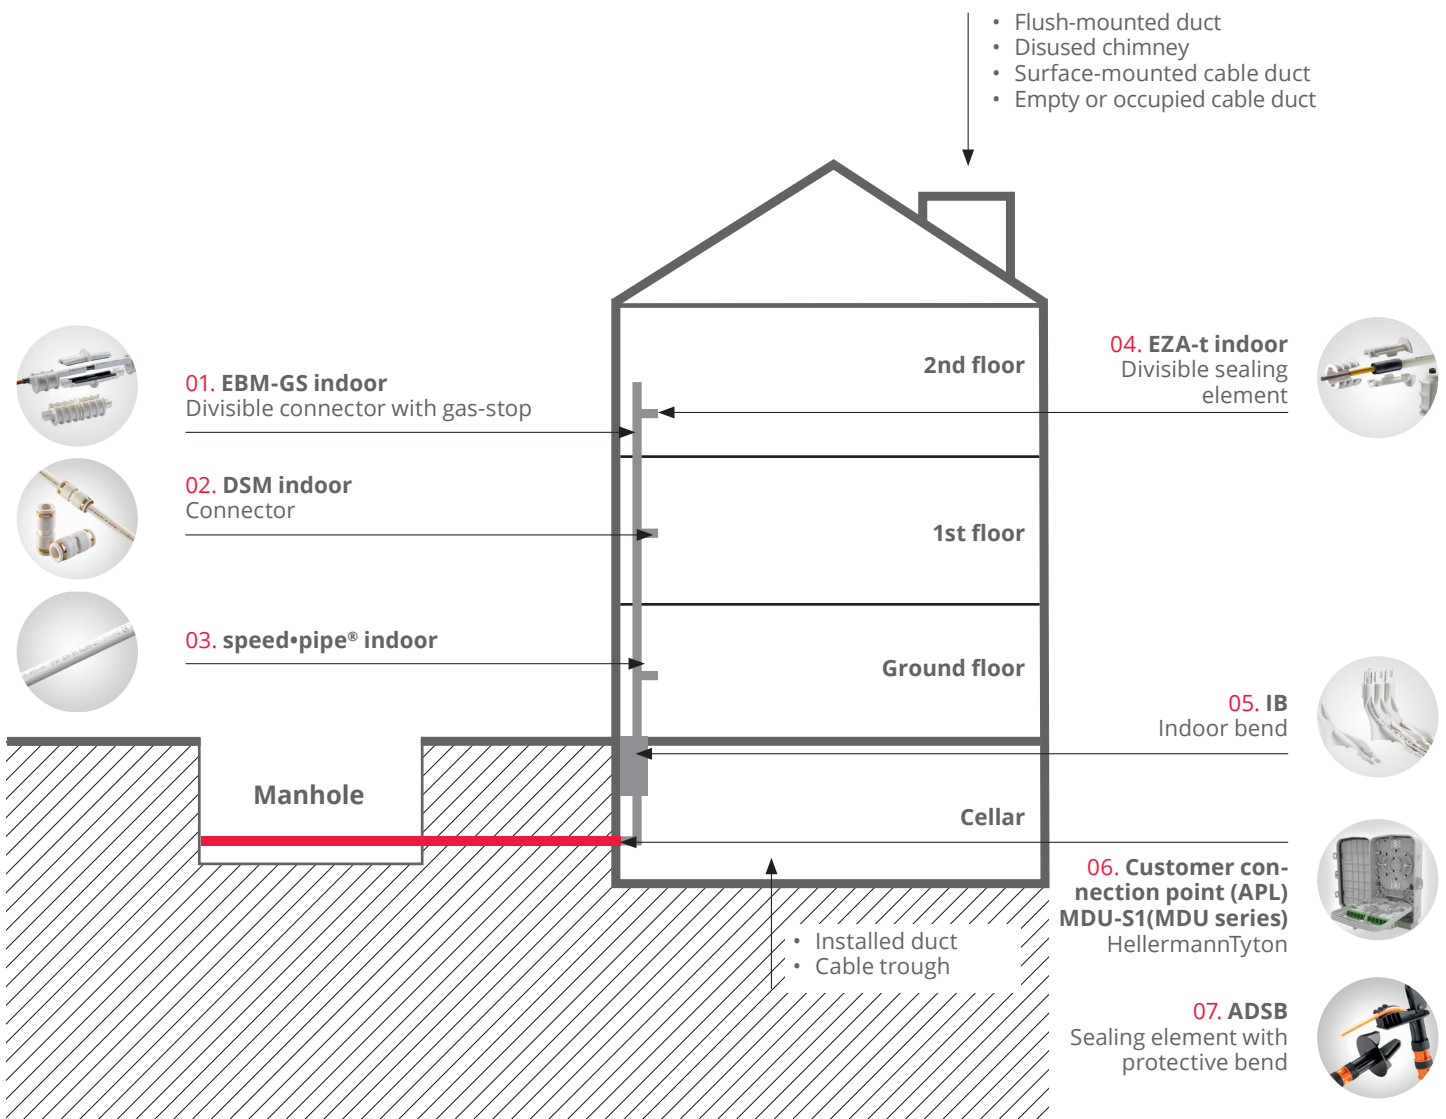 • Flush-mounted duct
• Disused chimney
• Surface-mounted cable duct
• Empty or occupied cable duct
01. EBM-GS indoor
Divisible connector with gas-stop
02. DSM indoor
Connector
03. speed•pipe® indoor
2nd floor
1st floor
Ground floor
Cellar
Manhole
• Installed duct
• Cable trough
04. EZA-t indoor
Divisible sealing
element
05. IB
Indoor bend
06. Customer con-
nection point (APL)
MDU-S1(MDU series)
HellermannTyton
07. ADSB
Sealing element with
protective bend